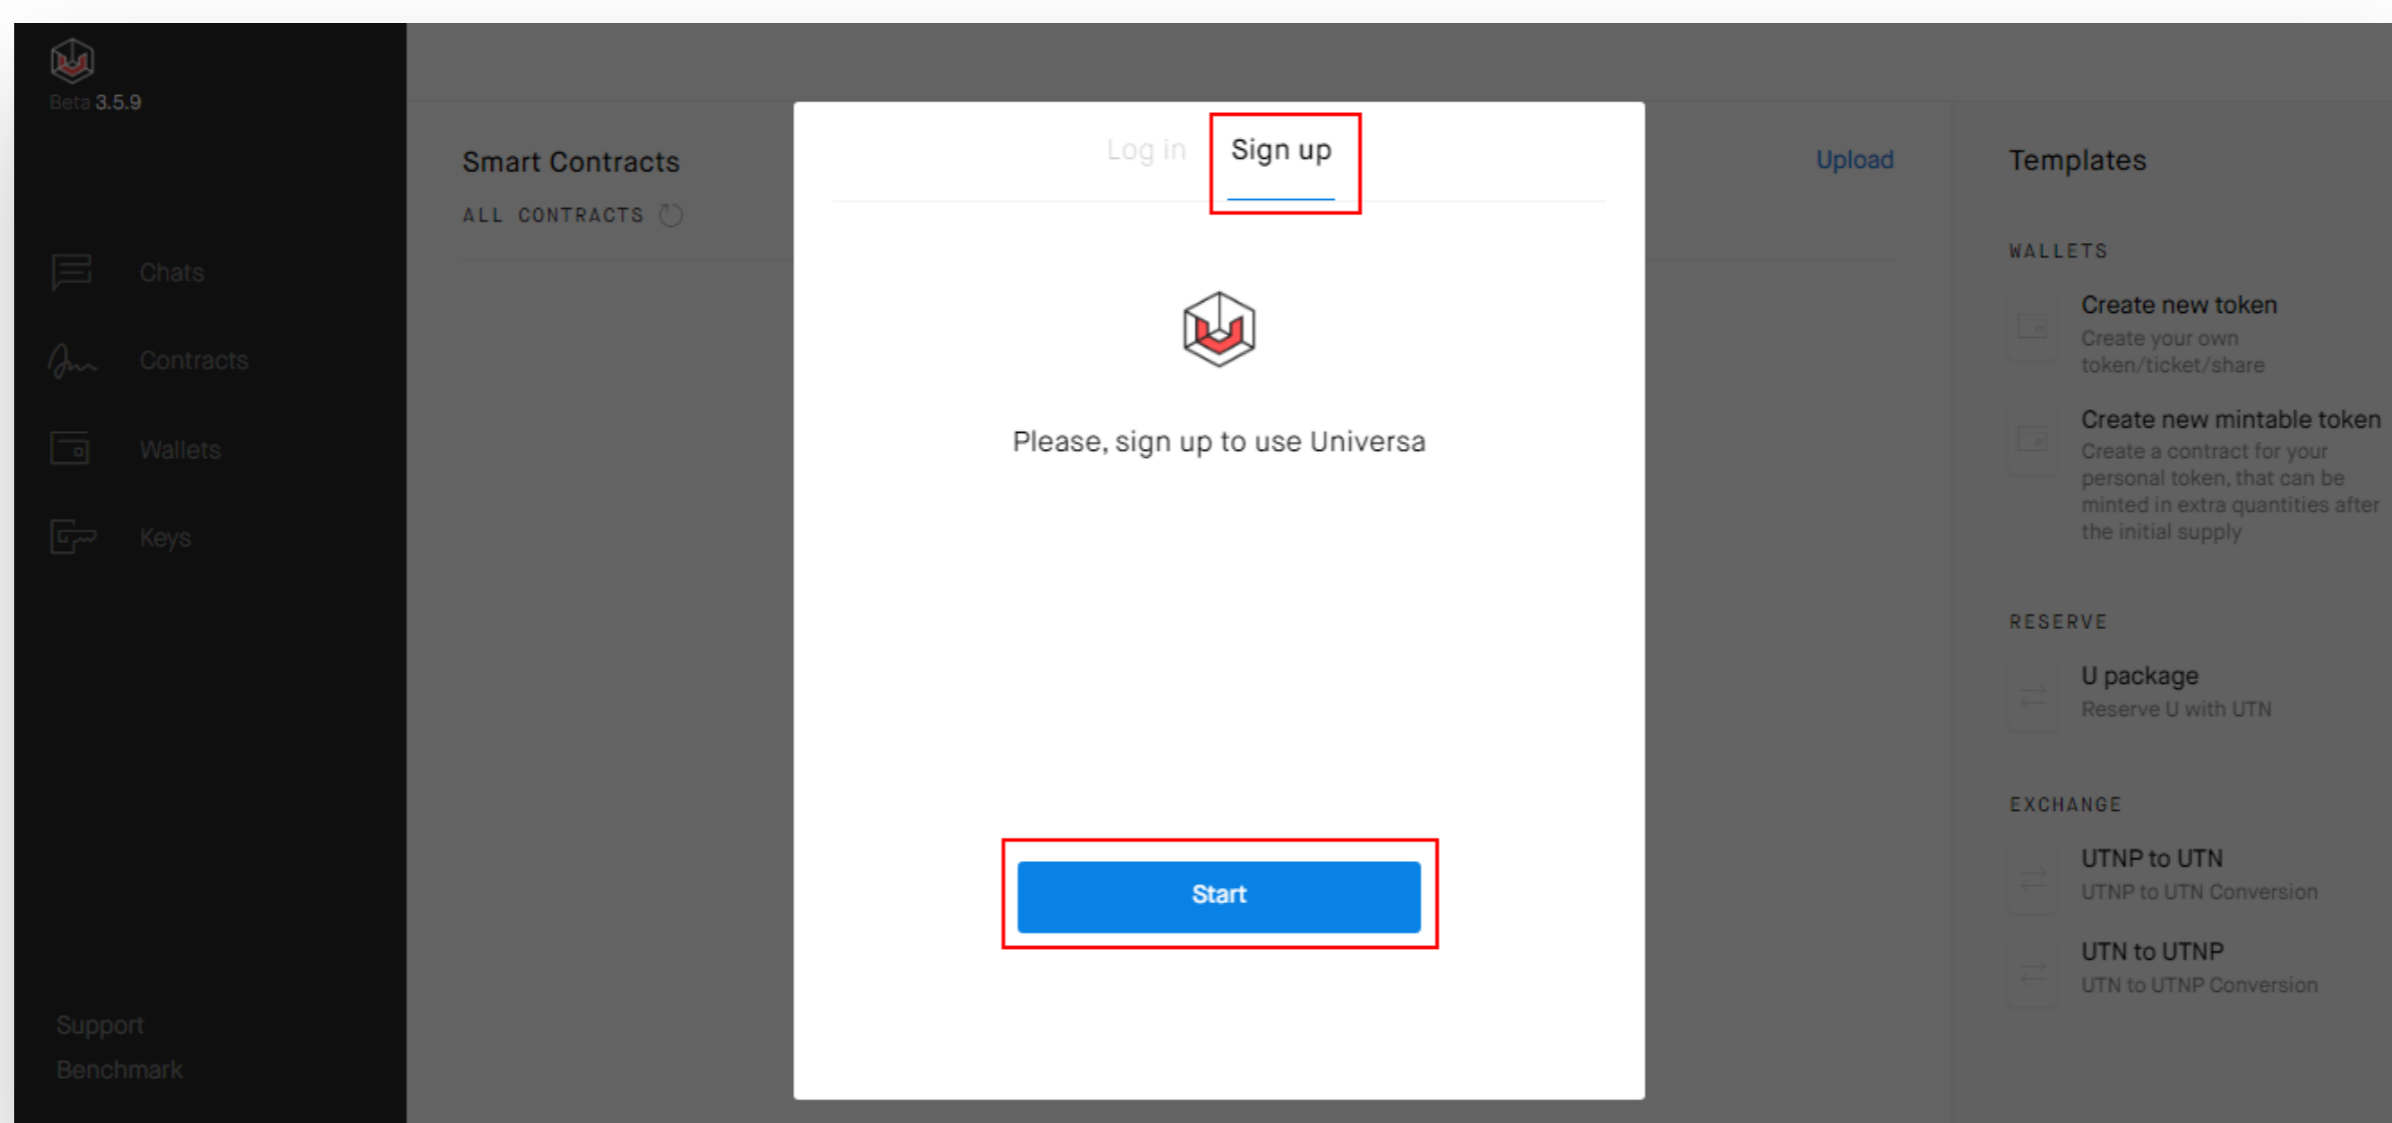 Beta 3.5.9
Chats
Contracts
Wallets
Keys
Support
Benchmark
Smart Contracts
ALL CONTRACTS
Upload
Log in
Sign up
Please, sign up to use Universa
Start
Templates
WALLETS
Create new token
Create your own
token/ticket/share
Create new mintable token
Create a contract for your
personal token, that can be
minted in extra quantities after
the initial supply
RESERVE
U package
Reserve U with UTN
EXCHANGE
UTNP to UTN
UTNP to UTN Conversion
UTN to UTNP
UTN to UTNP Conversion